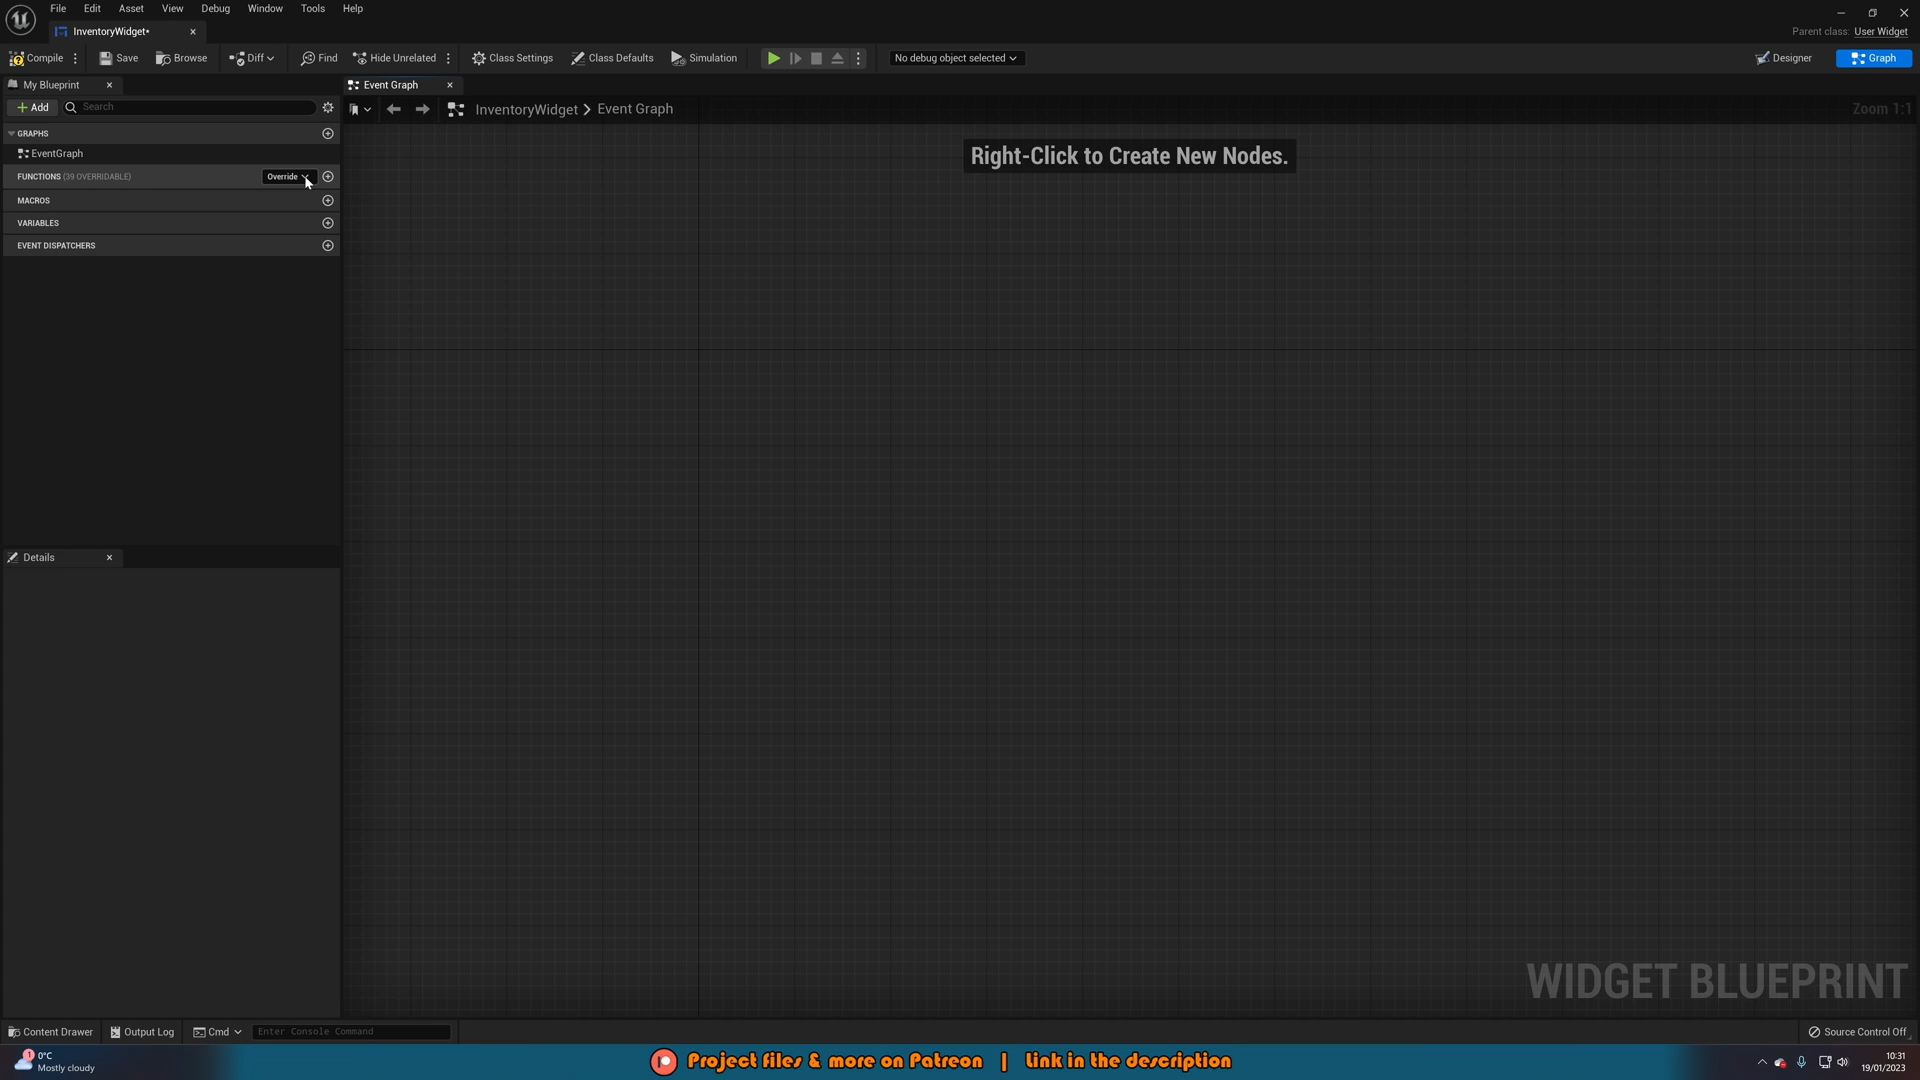 File Edit Asset View Debug Window Tools Help
InventoryWidget*
Parent class: User Widget
Compile Save Browse Diff Find Hide Unrelated Class Settings Class Defaults Simulation No debug object selected Designer Graph
My Blueprint
Event Graph
+ Add Search
InventoryWidget > Event Graph
Zoom 1:1
GRAPHS
EventGraph
FUNCTIONS (39 OVERRIDABLE) Override
MACROS
VARIABLES
EVENT DISPATCHERS
Right-Click to Create New Nodes.
Details
WIDGET BLUEPRINT
Content Drawer Output Log Cmd Enter Console Command Source Control Off
1
0°C
Mostly cloudy
Project files & more on Patreon | Link in the description
10:31
19/01/2023